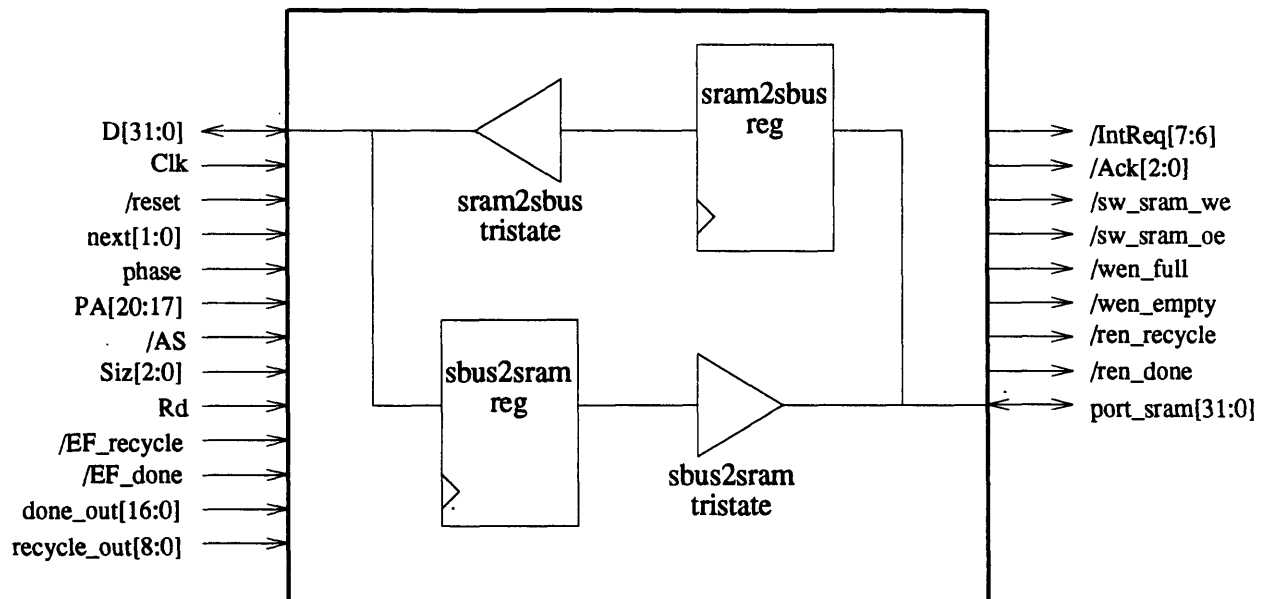 D[31:0]
Clk
/reset
next[1:0]
phase
PA[20:17]
/AS
Siz[2:0]
Rd
/EF_recycle
/EF_done
done_out[16:0]
recycle_out[8:0]
sram2sbus
tristate
sram2sbus
reg
sbus2sram
reg
sbus2sram
tristate
/IntReq[7:6]
/Ack[2:0]
/sw_sram_we
/sw_sram_oe
/wen_full
/wen_empty
/ren_recycle
/ren_done
port_sram[31:0]